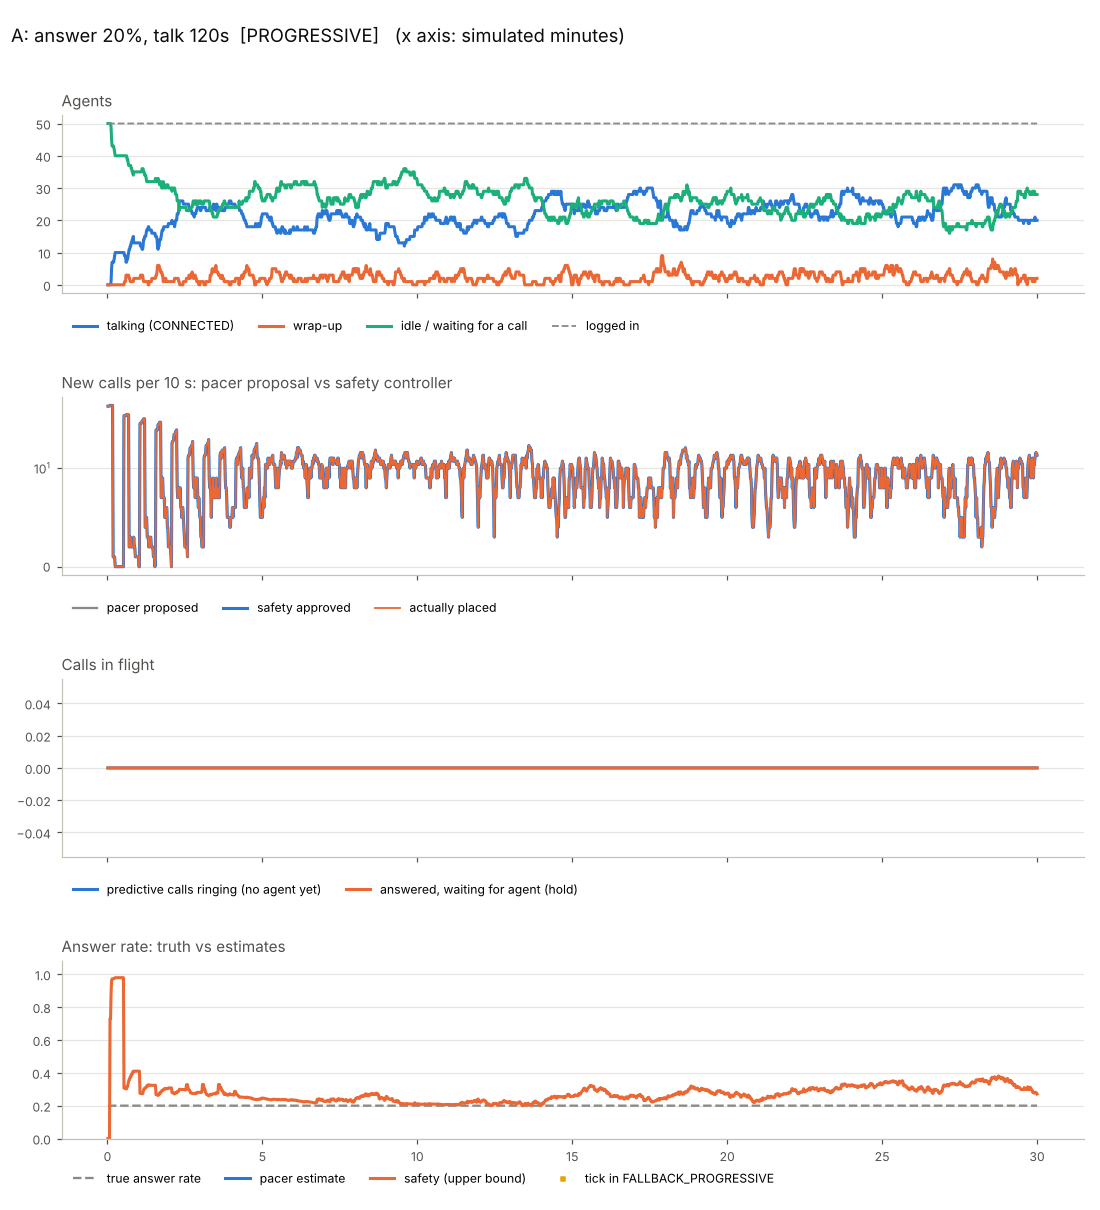 A: answer 20%, talk 120s [PROGRESSIVE] (x axis: simulated minutes)
Agents
50
40
30
20
10
0
talking (CONNECTED) wrap-up idle / waiting for a call logged in
New calls per 10 s: pacer proposal vs safety controller
10¹
0
pacer proposed safety approved actually placed
Calls in flight
0.04
0.02
0.00
−0.02
−0.04
predictive calls ringing (no agent yet) answered, waiting for agent (hold)
Answer rate: truth vs estimates
1.0
0.8
0.6
0.4
0.2
0.0
0 5 10 15 20 25 30
true answer rate pacer estimate safety (upper bound) tick in FALLBACK_PROGRESSIVE